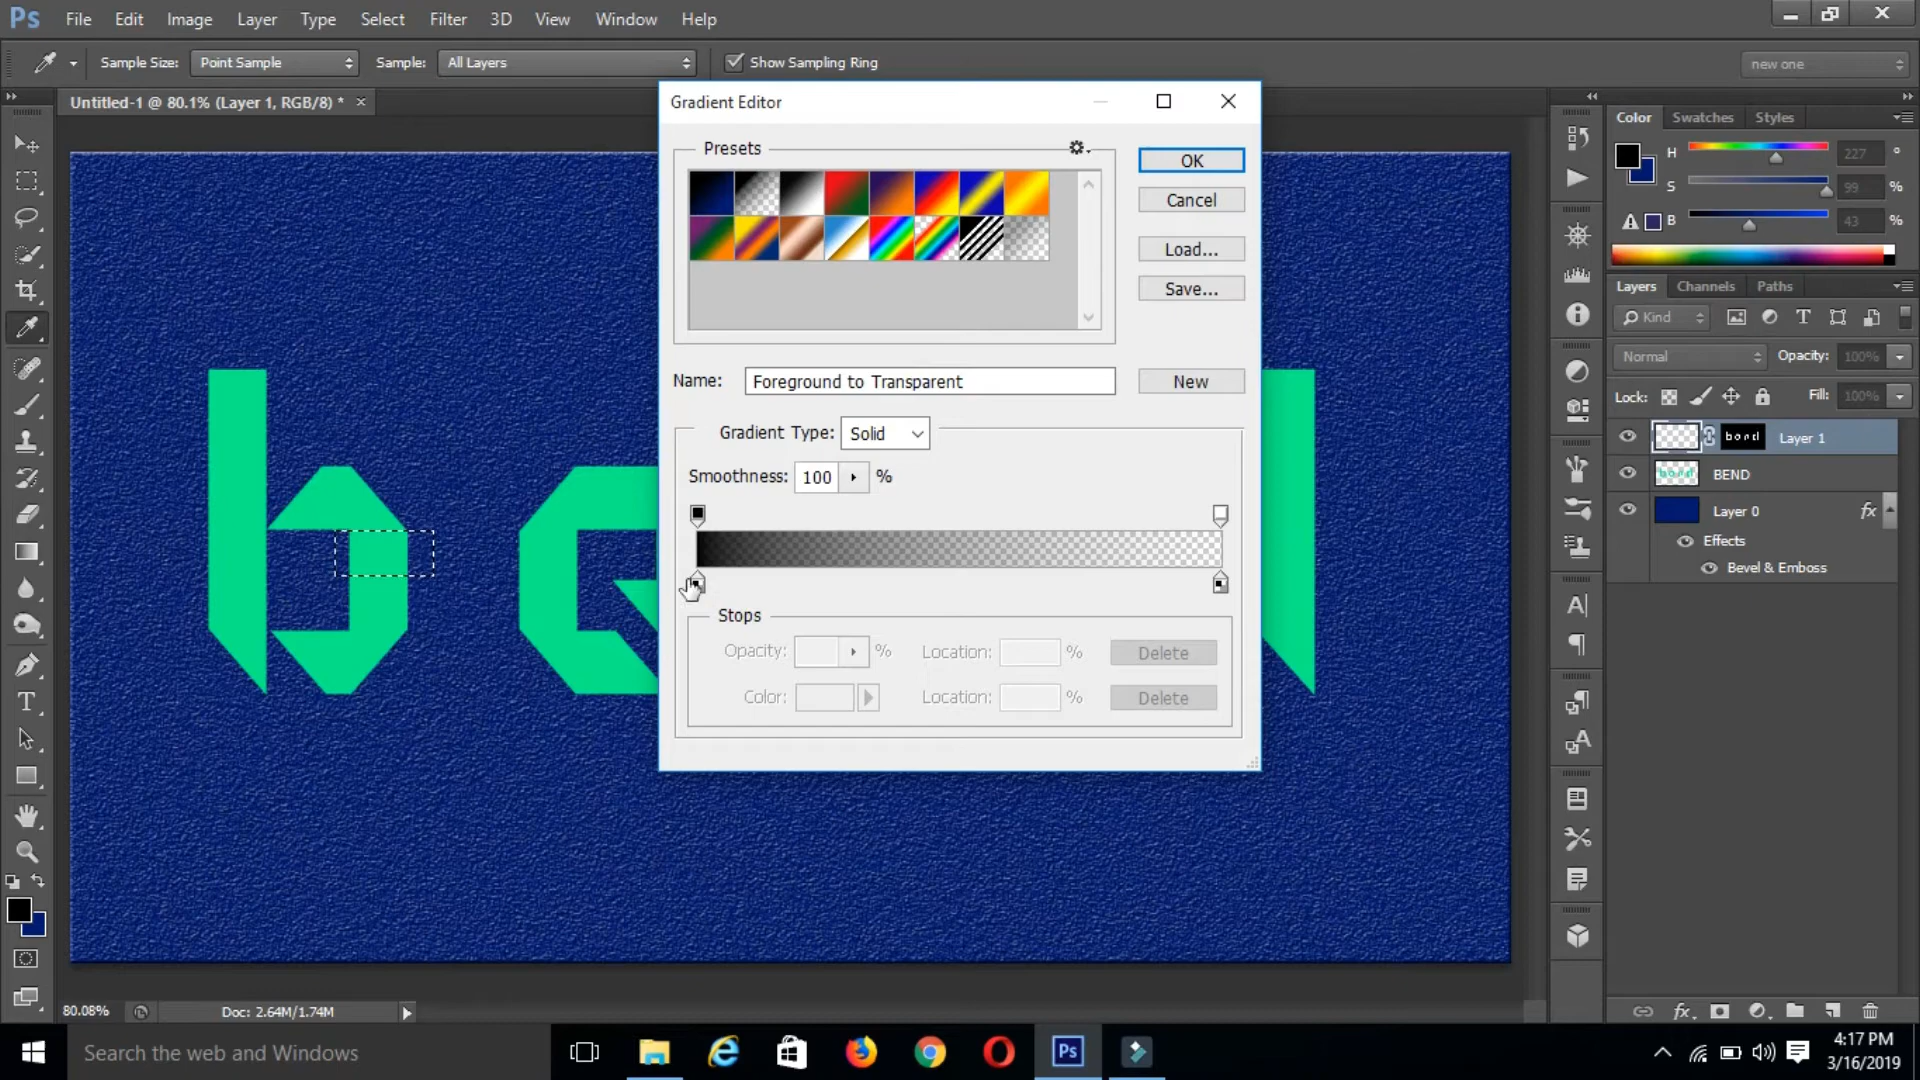 Ps File Edit Image Layer Type Select Filter 3D View Window Help
Sample Size: Point Sample Sample: All Layers Show Sampling Ring new one
Untitled-1 @ 80.1% (Layer 1, RGB/8) * ×
Gradient Editor
Presets
OK
Cancel
Load...
Save...
Name: Foreground to Transparent New
Gradient Type: Solid
Smoothness: 100 %
Stops
Opacity: % Location: % Delete
Color: Location: % Delete
Color Swatches Styles
H 227 °
S 99 %
B 43 %
Layers Channels Paths
Kind
Normal Opacity: 100%
Lock: Fill: 100%
Layer 1
BEND
Layer 0 fx
Effects
Bevel & Emboss
80.08% Doc: 2.64M/1.74M
Search the web and Windows
Ps
4:17 PM
3/16/2019